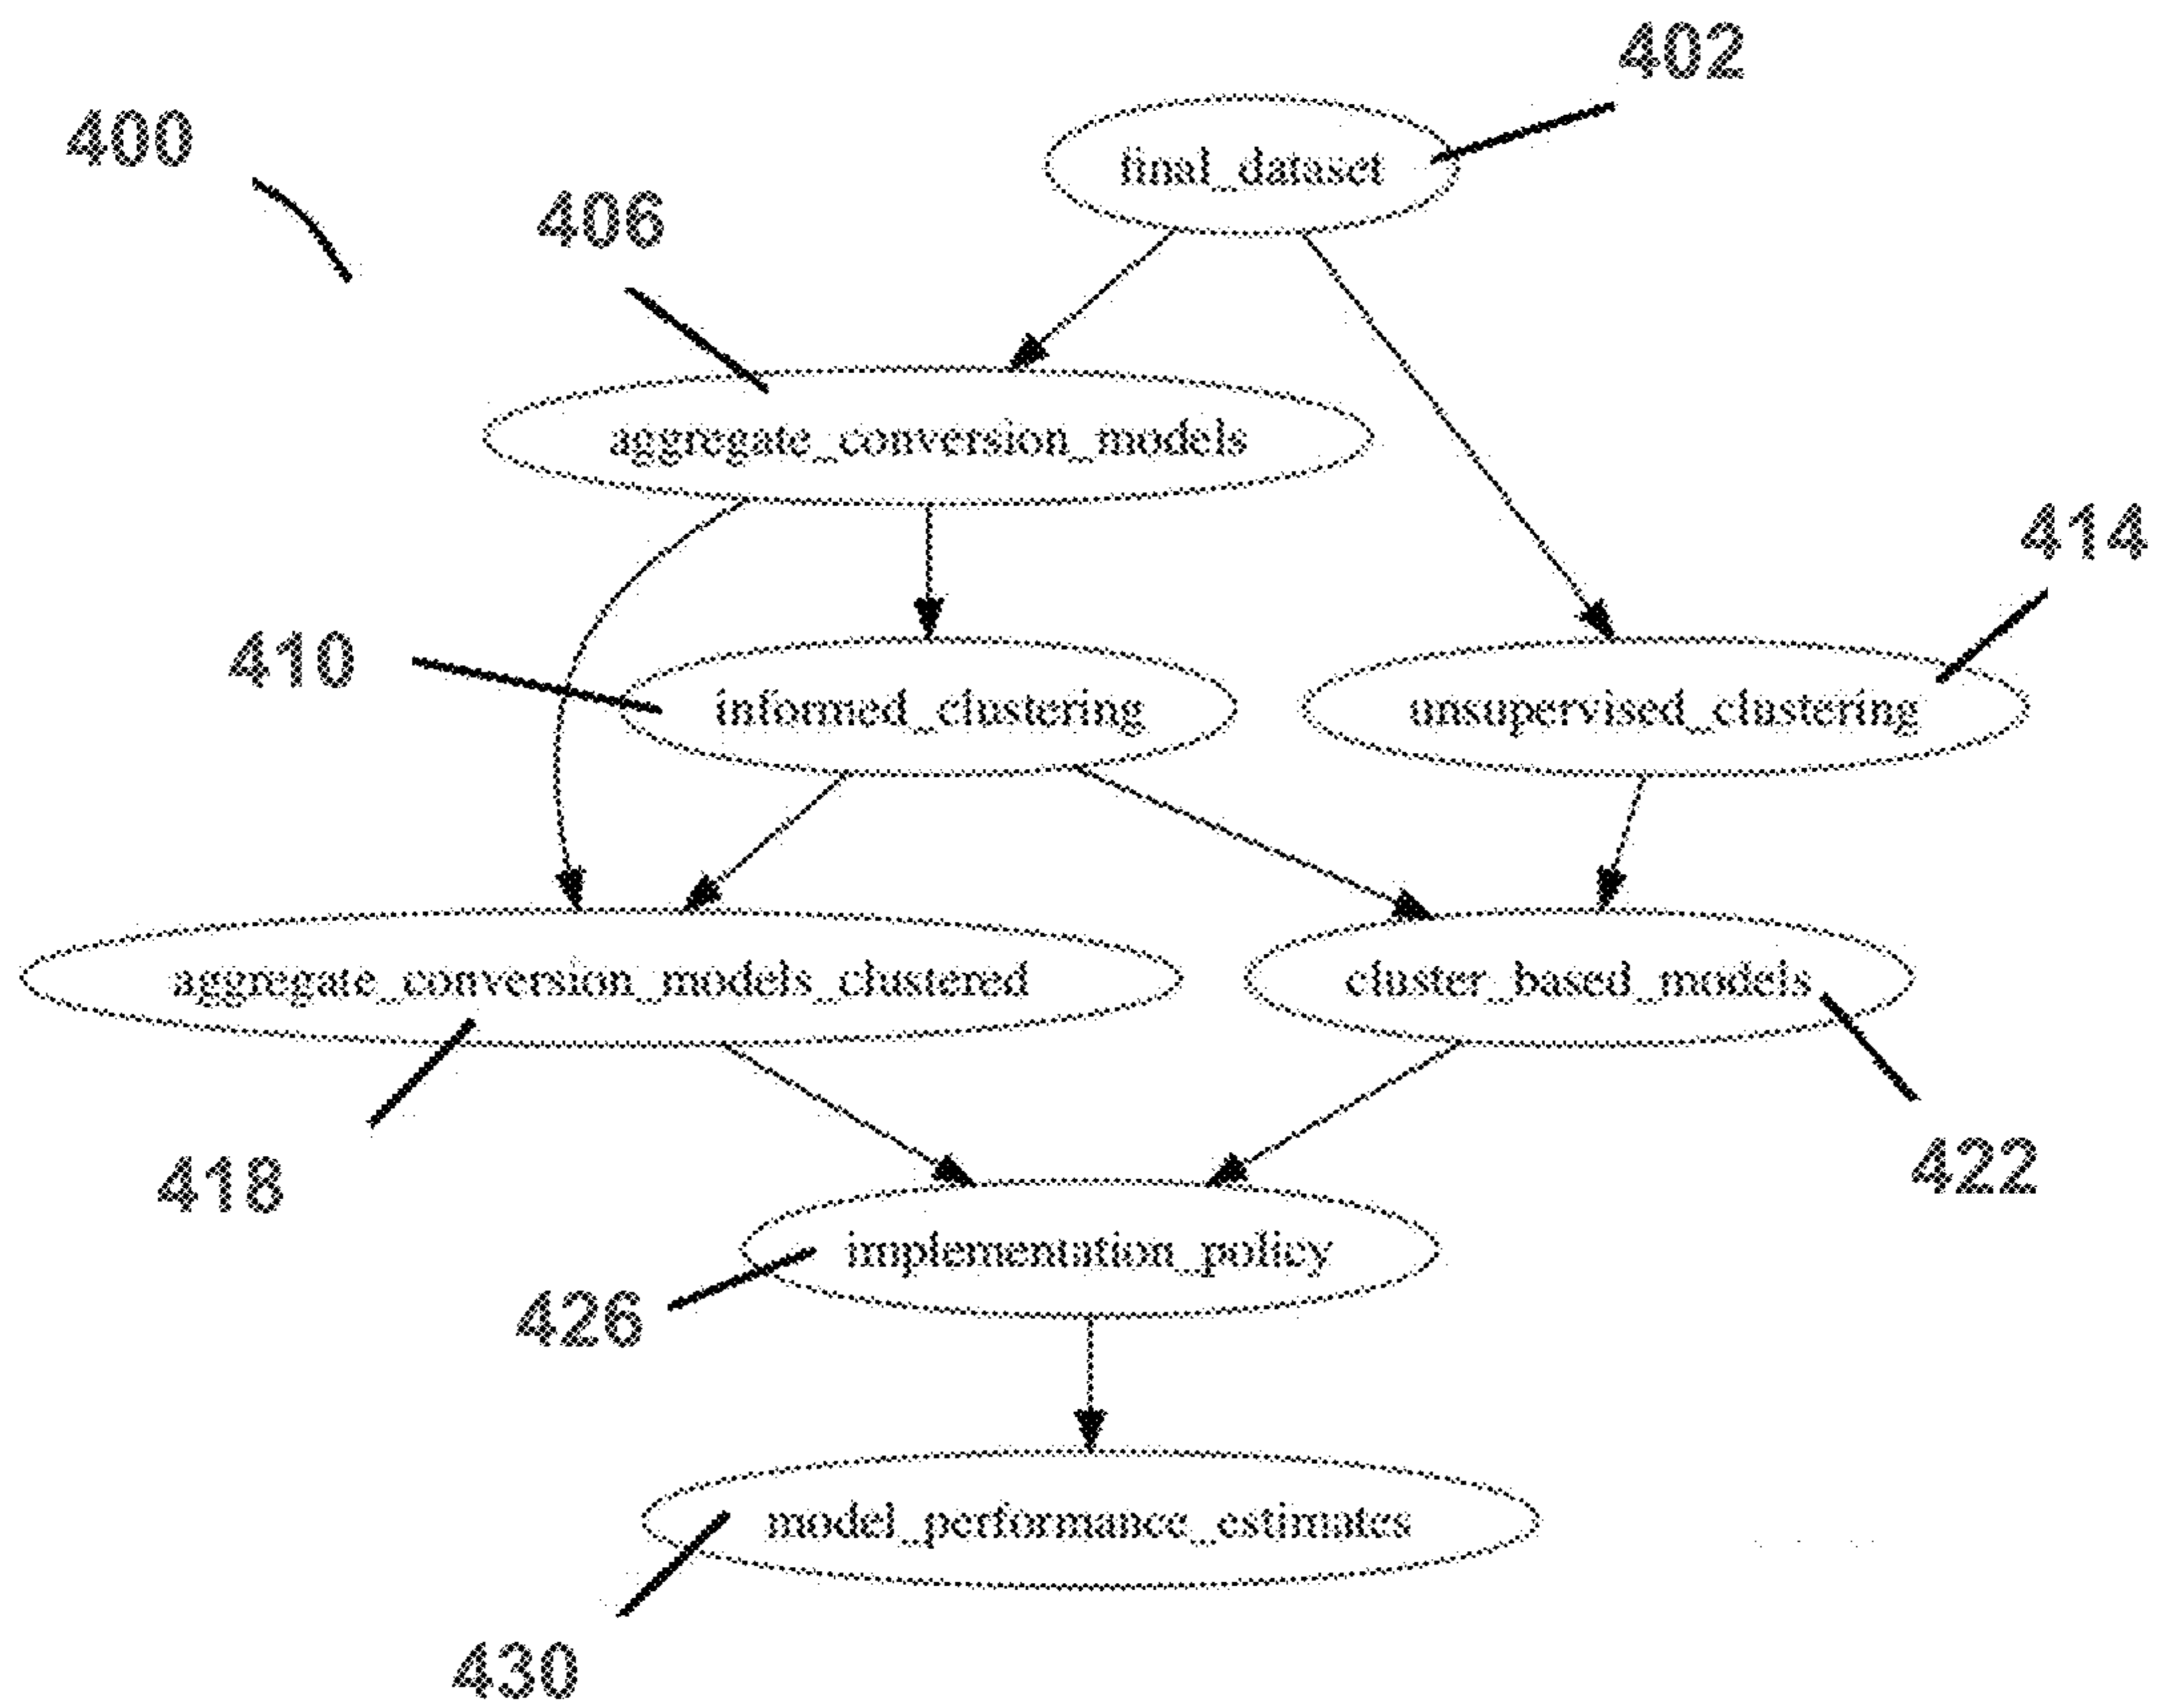 402
400
final_dataset
406
aggregate_conversion_models
414
410
informed_clustering
unsupervised_clustering
aggregate_conversion_models_clustered
cluster_based_models
418
422
implementation_policy
426
model_performance_estimates
430